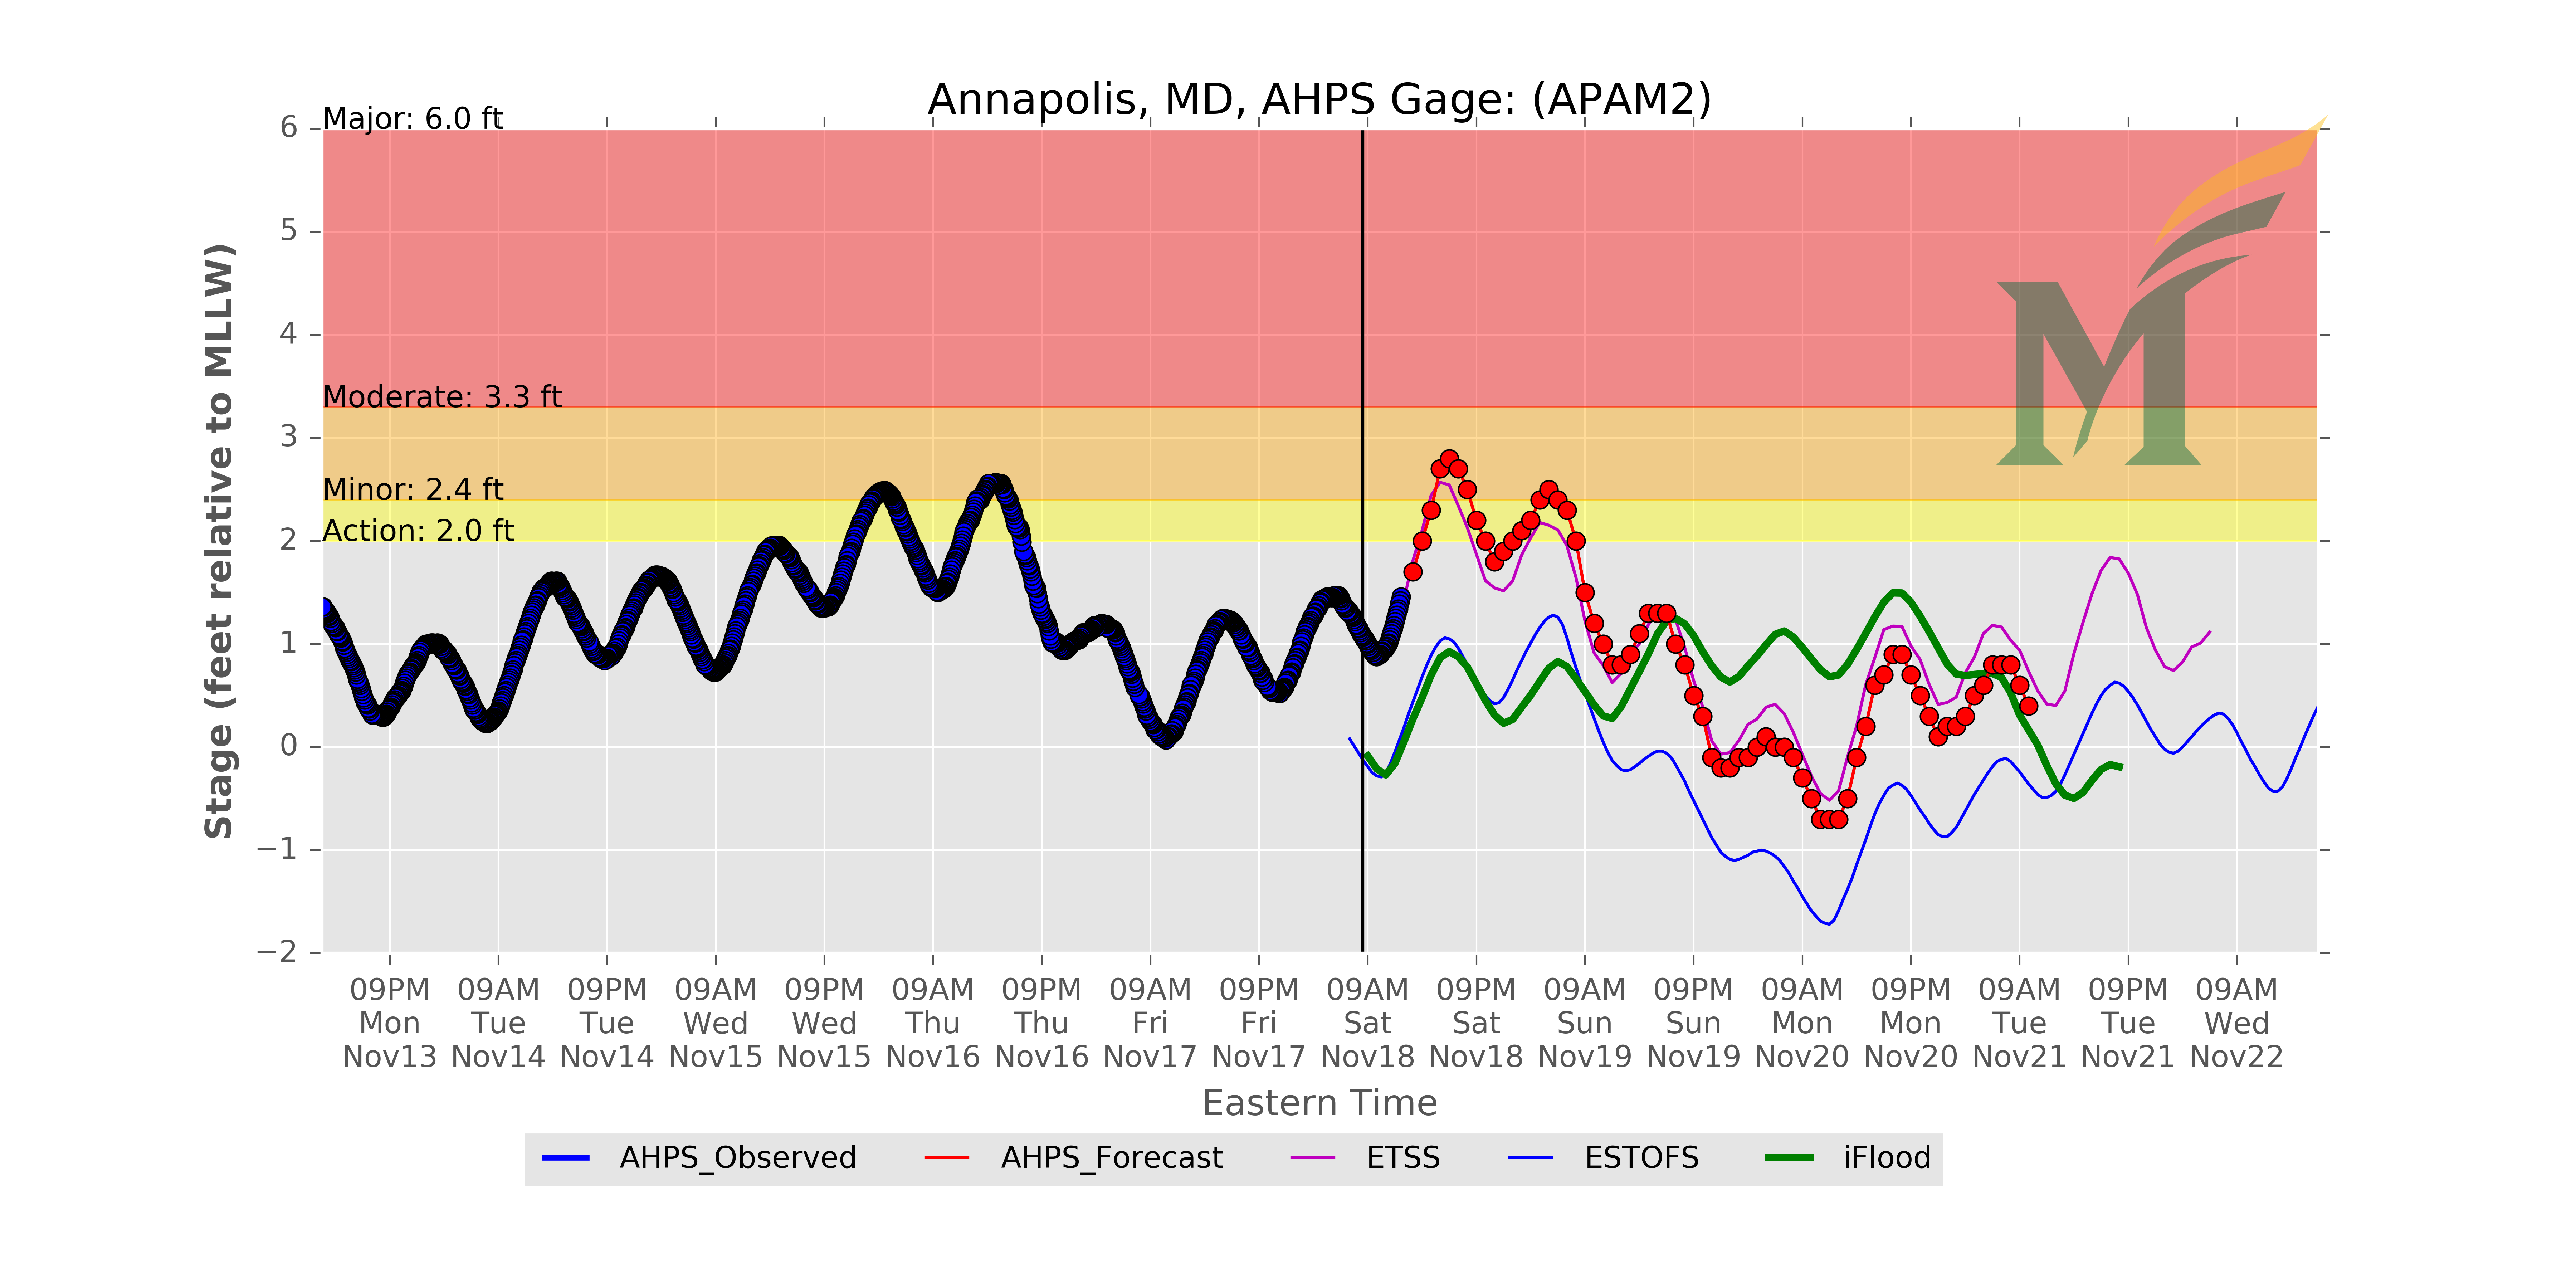 Annapolis, MD, AHPS Gage: (APAM2)
Major: 6.0 ft
Moderate: 3.3 ft
Minor: 2.4 ft
Action: 2.0 ft
Stage (feet relative to MLLW)
6
5
4
3
2
1
0
−1
−2
09PM 09AM 09PM 09AM 09PM 09AM 09PM 09AM 09PM 09AM 09PM 09AM 09PM 09AM 09PM 09AM 09PM 09AM
Mon Tue Tue Wed Wed Thu Thu Fri Fri Sat Sat Sun Sun Mon Mon Tue Tue Wed
Nov13 Nov14 Nov14 Nov15 Nov15 Nov16 Nov16 Nov17 Nov17 Nov18 Nov18 Nov19 Nov19 Nov20 Nov20 Nov21 Nov21 Nov22
Eastern Time
AHPS_Observed AHPS_Forecast ETSS ESTOFS iFlood
M